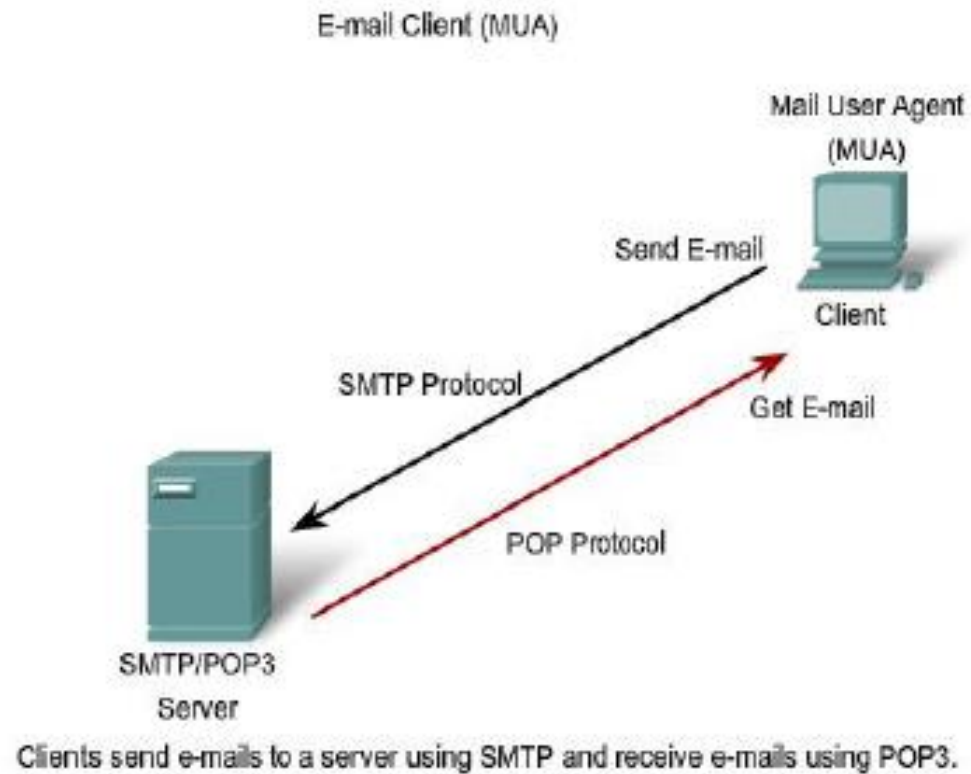 E-mail Client (MUA)
Mail User Agent
(MUA)
Send E-mail
Client
SMTP Protocol
Get E-mail
POP Protocol
SMTP/POP3
Server
Clients send e-mails to a server using SMTP and receive e-mails using POP3.